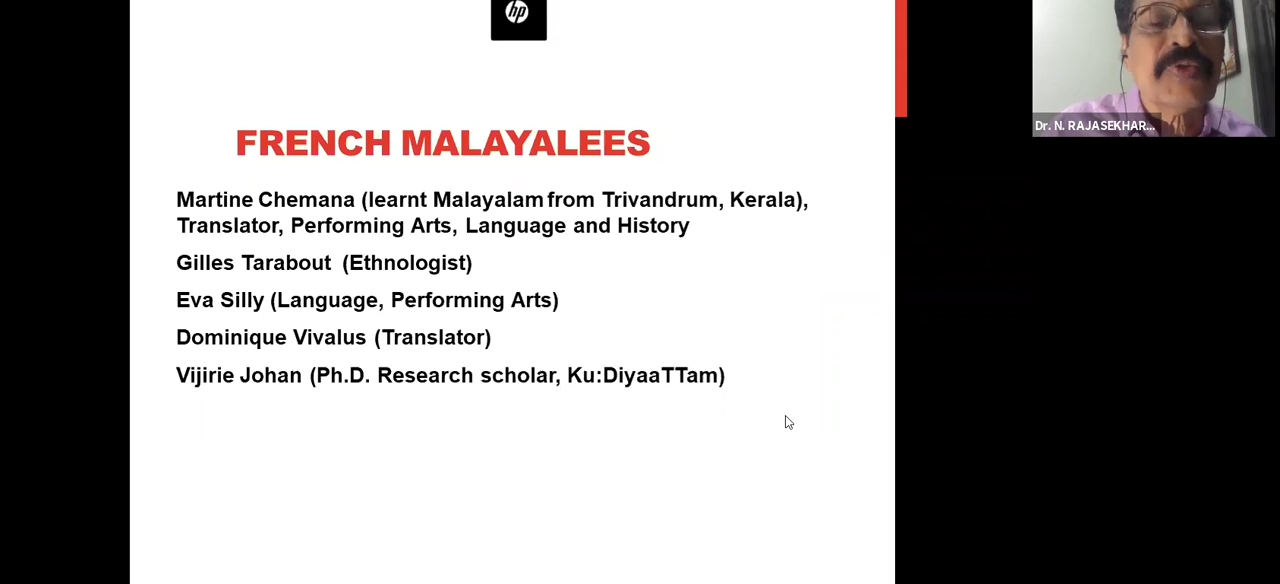 hp
FRENCH MALAYALEES
Martine Chemana (learnt Malayalam from Trivandrum, Kerala),
Translator, Performing Arts, Language and History
Gilles Tarabout (Ethnologist)
Eva Silly (Language, Performing Arts)
Dominique Vivalus (Translator)
Vijirie Johan (Ph.D. Research scholar, Ku:DiyaaTTam)
Dr. N. RAJASEKHAR...